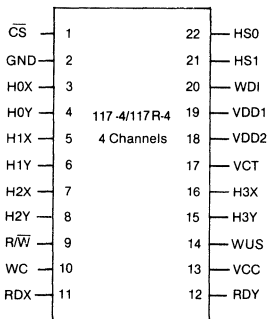 C̅S̅ 1 22 HS0
GND 2 21 HS1
H0X 3 20 WDI
H0Y 4 117-4/117R-4 19 VDD1
H1X 5 4 Channels 18 VDD2
H1Y 6 17 VCT
H2X 7 16 H3X
H2Y 8 15 H3Y
R/W̅ 9 14 WUS
WC 10 13 VCC
RDX 11 12 RDY